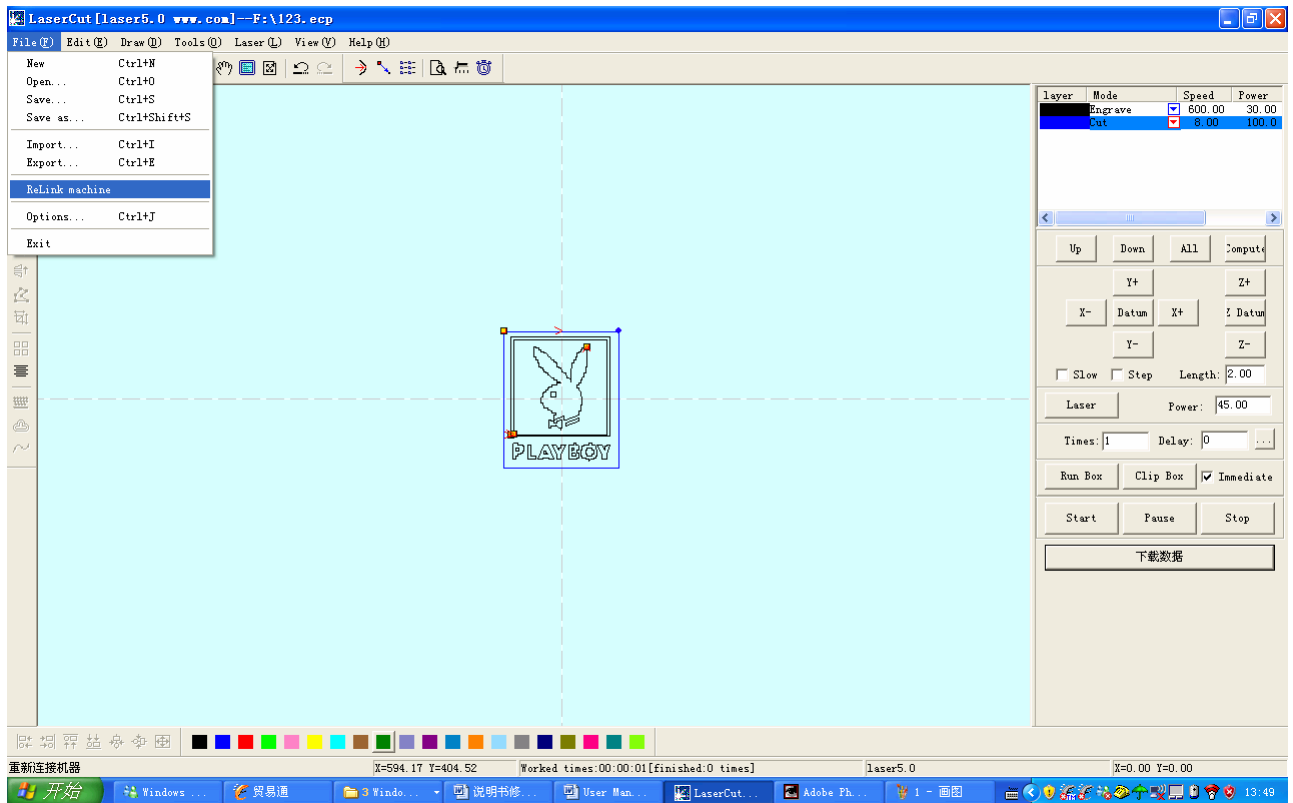 LaserCut[laser5.0 www.com]--F:\123.ecp
File(F) Edit(E) Draw(D) Tools(O) Laser(L) View(V) Help(H)
New Ctrl+N
Open... Ctrl+O
Save... Ctrl+S
Save as... Ctrl+Shift+S
Import... Ctrl+I
Export... Ctrl+E
ReLink machine
Options... Ctrl+J
Exit
layer Mode Speed Power
Engrave 600.00 30.00
Cut 8.00 100.0
Up Down All Compute
Y+ Z+
X- Datum X+ Z Datum
Y- Z-
Slow Step Length: 2.00
Laser Power: 45.00
Times: 1 Delay: 0 ...
Run Box Clip Box Immediate
Start Pause Stop
下载数据
PLAYBOY
重新连接机器 X=594.17 Y=404.52 Worked times:00:00:01[finished:0 times] laser5.0 X=0.00 Y=0.00
开始 Windows ... 贸易通 3 Windo... 说明书修... User Man... LaserCut... Adobe Ph... 1 - 画图 13:49